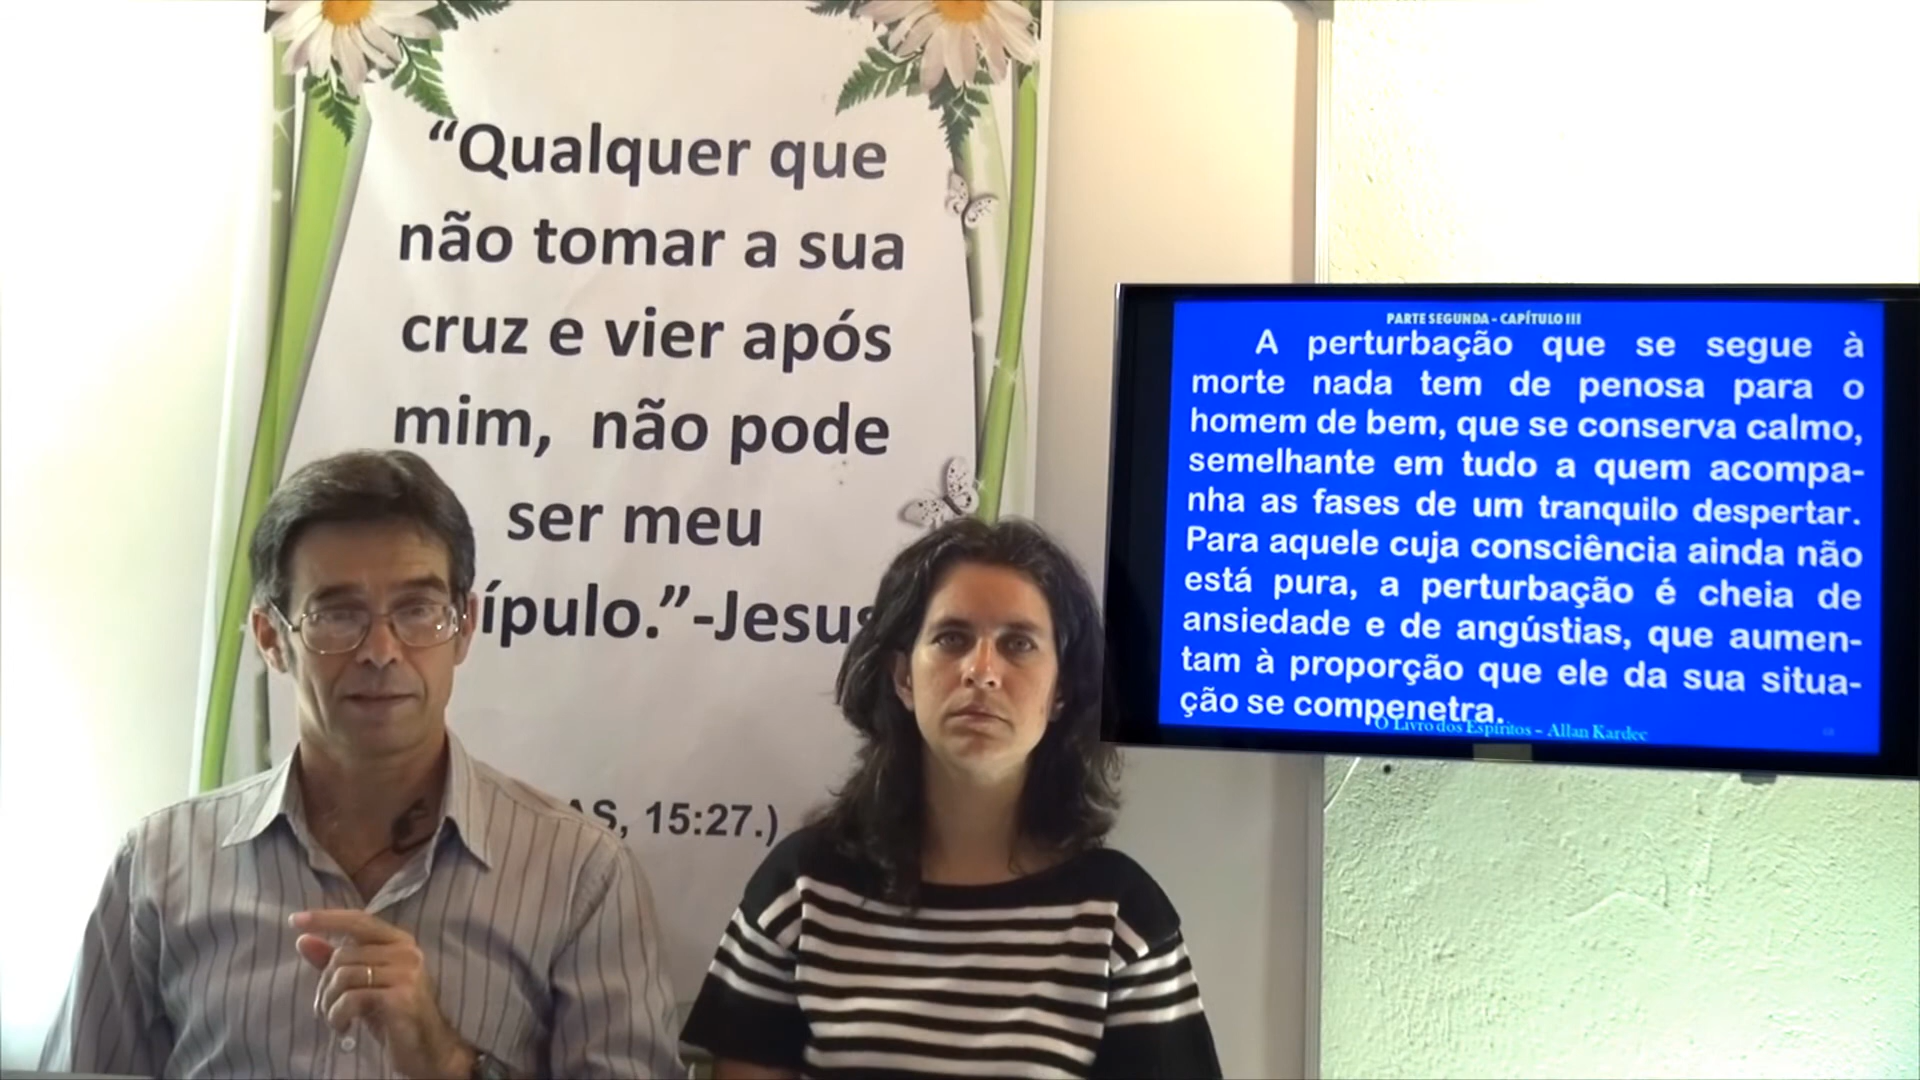 “Qualquer que
não tomar a sua
cruz e vier após
mim, não pode
ser meu
ípulo.”-Jesus
AS, 15:27.)
PARTE SEGUNDA - CAPÍTULO III
A perturbação que se segue à
morte nada tem de penosa para o
homem de bem, que se conserva calmo,
semelhante em tudo a quem acompa-
nha as fases de um tranquilo despertar.
Para aquele cuja consciência ainda não
está pura, a perturbação é cheia de
ansiedade e de angústias, que aumen-
tam à proporção que ele da sua situa-
ção se compenetra.
O Livro dos Espíritos – Allan Kardec